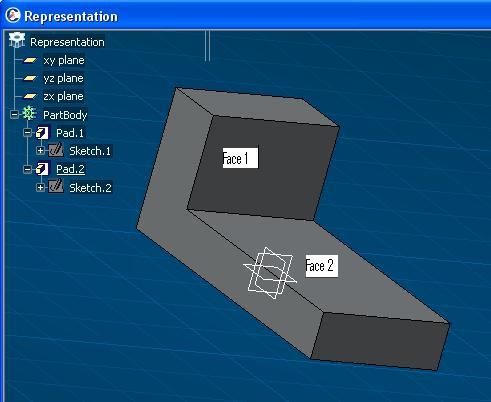 Representation
Representation
xy plane
yz plane
zx plane
PartBody
Pad.1
Sketch.1
Pad.2
Sketch.2
Face 1
Face 2